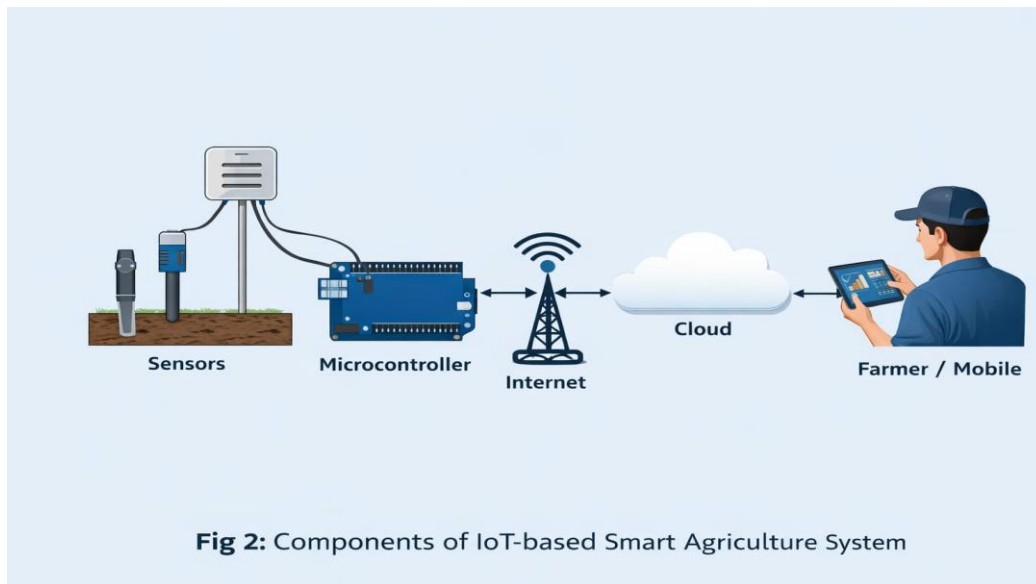 Sensors
Microcontroller
Internet
Cloud
Farmer / Mobile
Fig 2: Components of IoT-based Smart Agriculture System